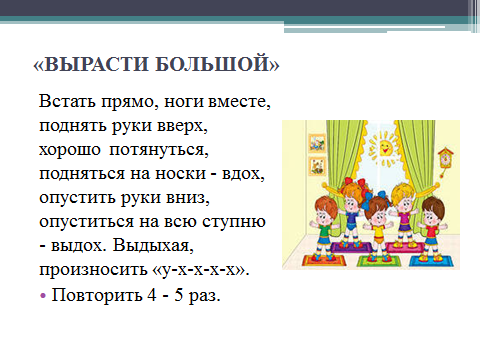 «ВЫРАСТИ БОЛЬШОЙ»
Встать прямо, ноги вместе,
поднять руки вверх,
хорошо потянуться,
подняться на носки - вдох,
опустить руки вниз,
опуститься на всю ступню
- выдох. Выдыхая,
произносить «у-х-х-х-х».
• Повторить 4 - 5 раз.